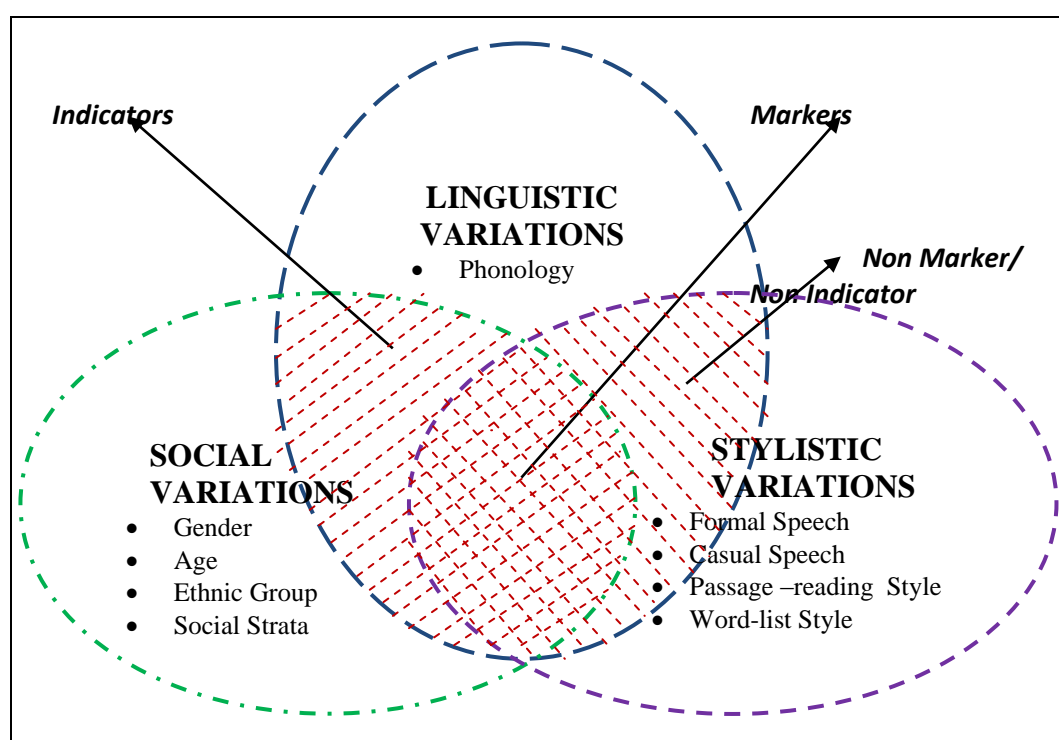 Indicators
Markers
LINGUISTIC
VARIATIONS
• Phonology
Non Marker/
Non Indicator
SOCIAL
VARIATIONS
• Gender
• Age
• Ethnic Group
• Social Strata
STYLISTIC
VARIATIONS
• Formal Speech
• Casual Speech
• Passage –reading Style
• Word-list Style